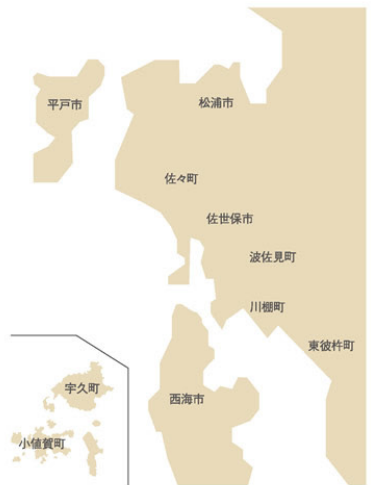 平戸市
松浦市
佐々町
佐世保市
波佐見町
川棚町
東彼杵町
西海市
宇久町
小値賀町